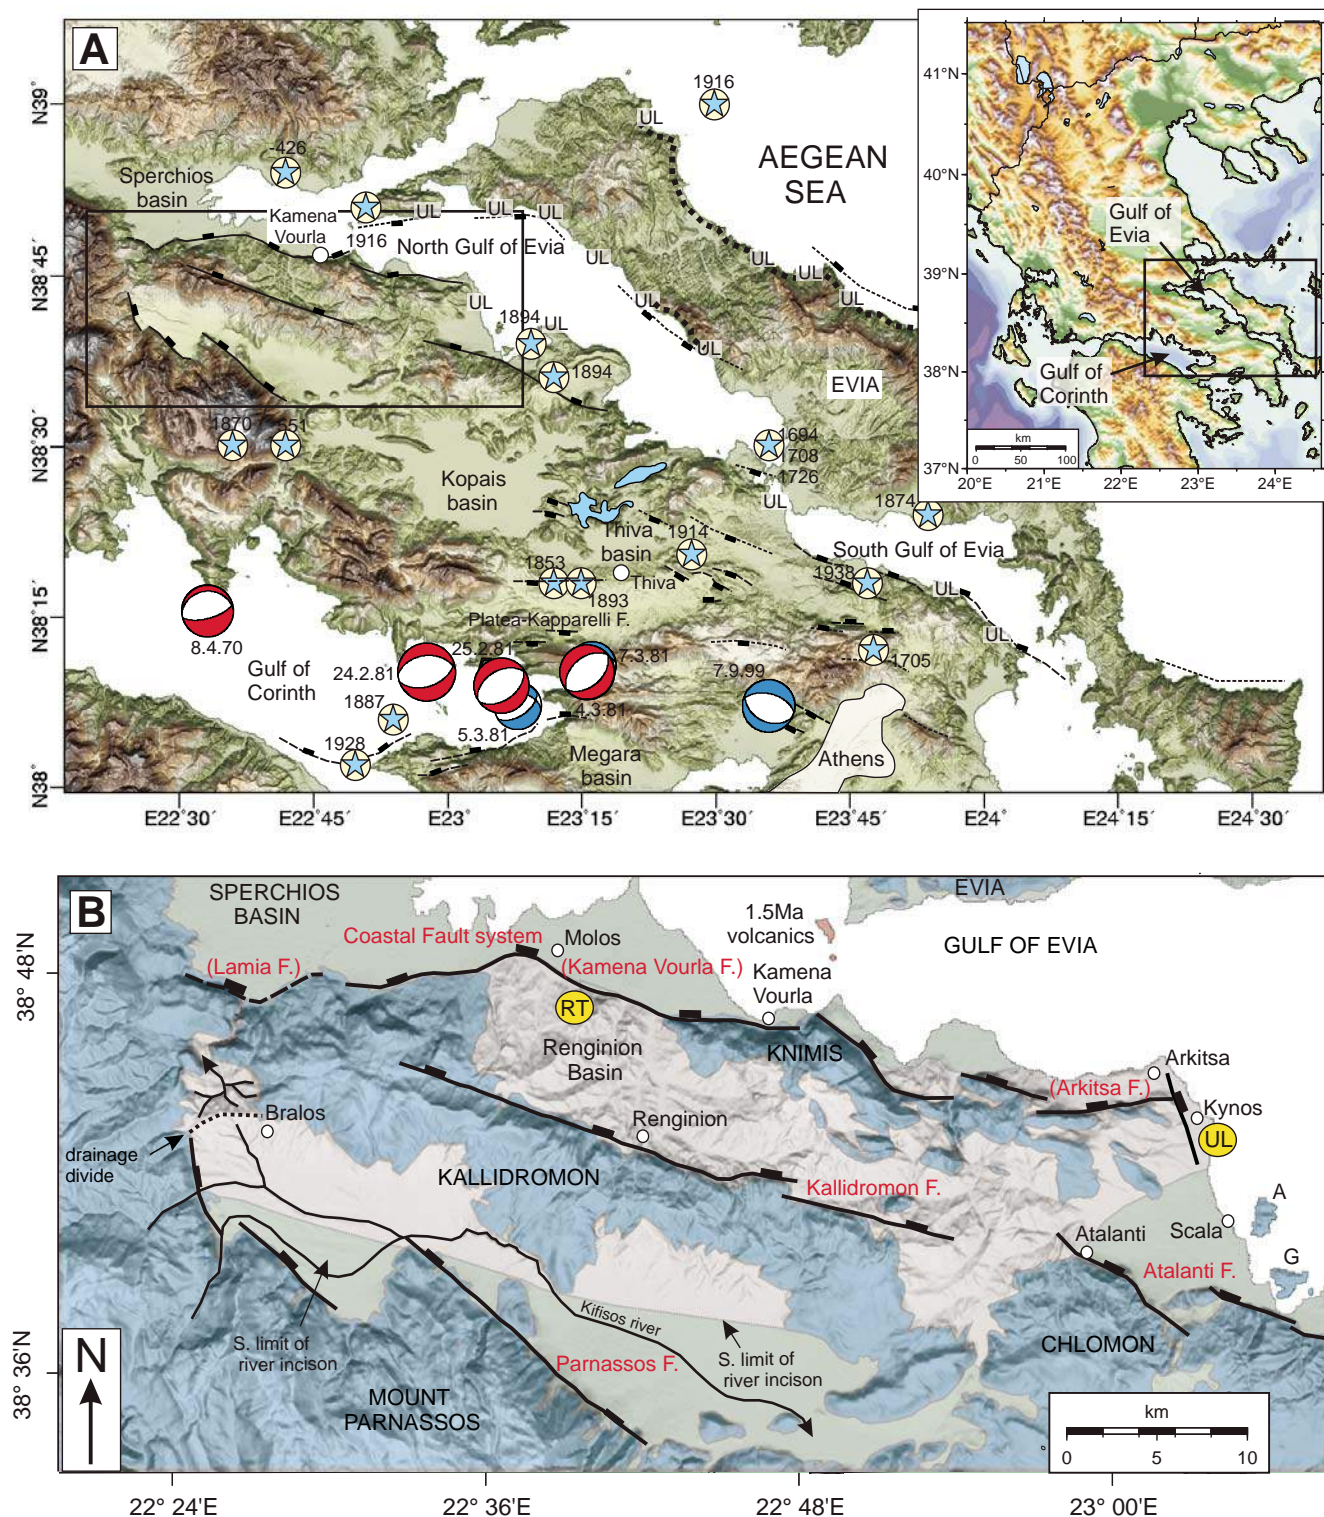 A
1916
UL
AEGEAN
SEA
-426
Sperchios
basin
Kamena
Vourla
UL
UL
UL
1916
North Gulf of Evia
UL
UL
UL
UL
UL
UL
1894
UL
UL
UL
1894
EVIA
1870
551
1694
1708
1726
UL
Kopais
basin
1874
Thiva
basin
1914
South Gulf of Evia
1853
Thiva
1938
1893
UL
Platea-Kapparelli F.
UL
8.4.70
25.2.81
7.3.81
7.9.99
1705
Gulf of
Corinth
24.2.81
1887
4.3.81
5.3.81
1928
Megara
basin
Athens
N39°
N38°45'
N38°30'
N38°15'
N38°
E22°30'
E22°45'
E23°
E23°15'
E23°30'
E23°45'
E24°
E24°15'
E24°30'
41°N
40°N
39°N
38°N
37°N
Gulf of
Evia
Gulf of
Corinth
km
0 50 100
20°E 21°E 22°E 23°E 24°E
B
SPERCHIOS
BASIN
EVIA
1.5Ma
volcanics
GULF OF EVIA
Coastal Fault system
Molos
(Lamia F.)
(Kamena Vourla F.)
Kamena
Vourla
RT
Renginion
Basin
KNIMIS
Arkitsa
(Arkitsa F.)
Kynos
Bralos
Renginion
UL
drainage
divide
KALLIDROMON
Kallidromon F.
A
Atalanti
Scala
G
Atalanti F.
Kifisos river
S. limit of
river incison
CHLOMON
Parnassos F.
S. limit of
river incison
N
MOUNT
PARNASSOS
km
0 5 10
38° 48'N
38° 36'N
22° 24'E
22° 36'E
22° 48'E
23° 00'E